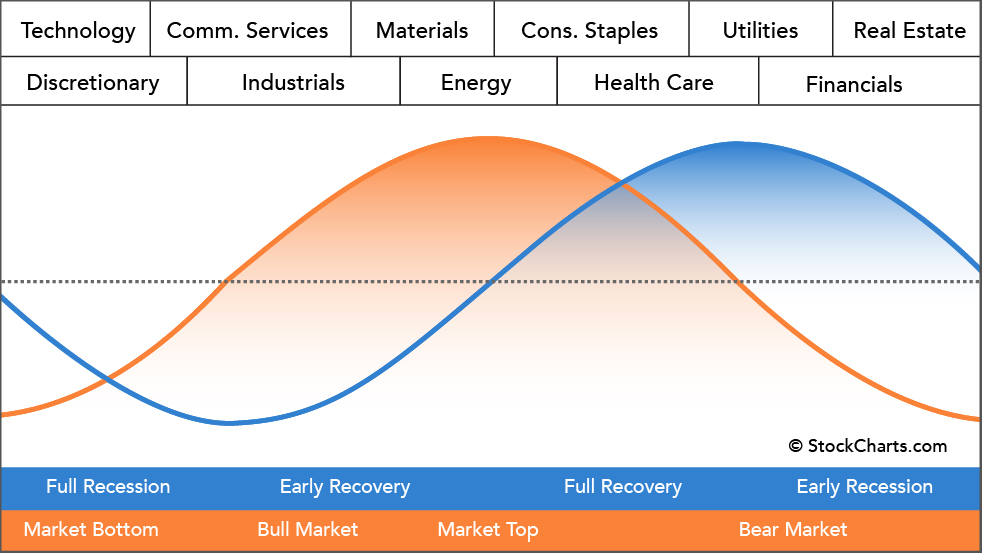 Technology Comm. Services Materials Cons. Staples Utilities Real Estate
Discretionary Industrials Energy Health Care Financials
© StockCharts.com
Full Recession Early Recovery Full Recovery Early Recession
Market Bottom Bull Market Market Top Bear Market